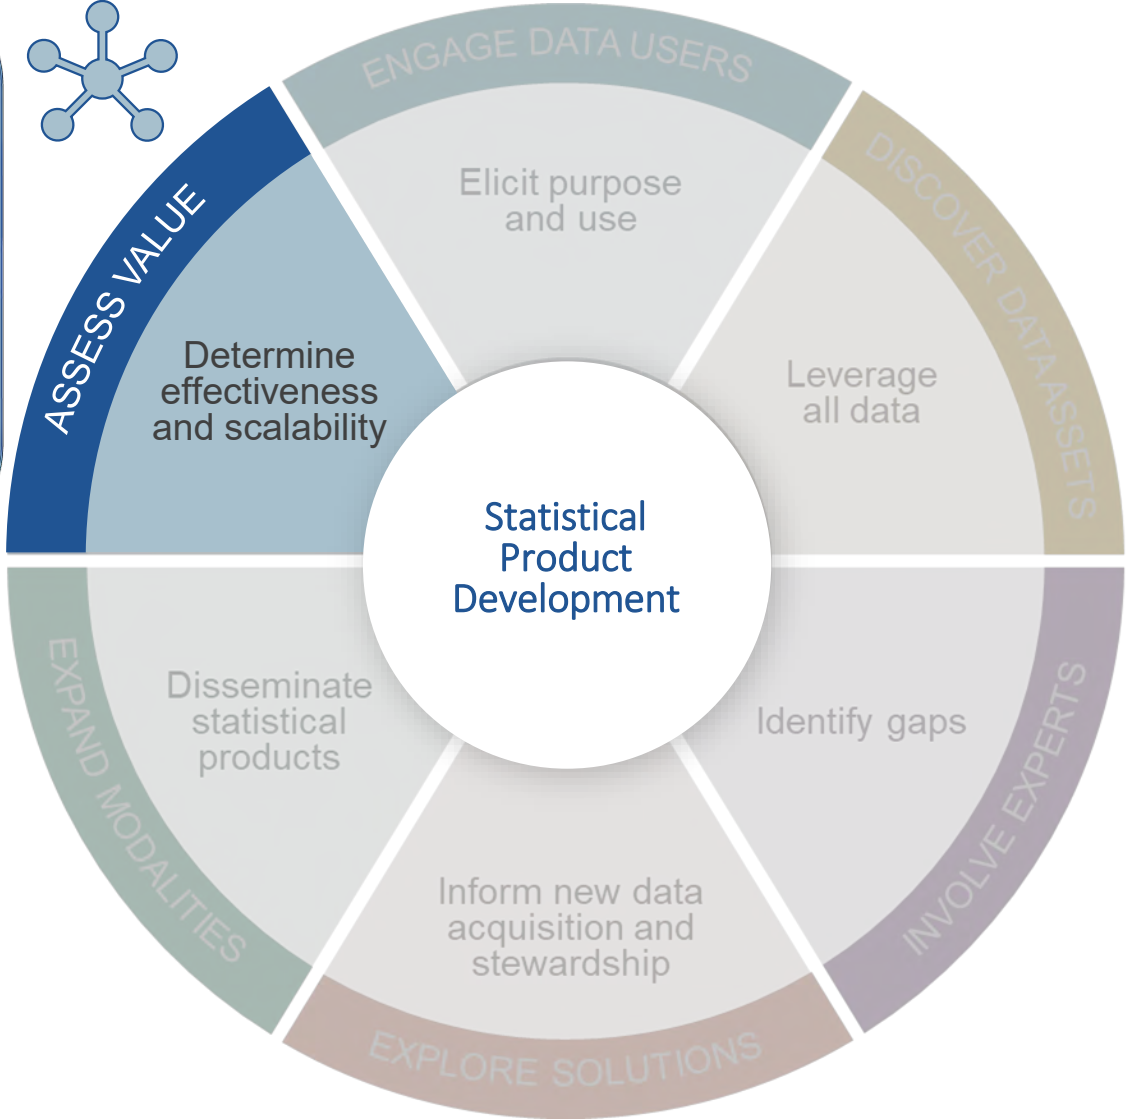 ENGAGE DATA USERS
Elicit purpose
and use
DISCOVER DATA ASSETS
Leverage
all data
INVOLVE EXPERTS
Identify gaps
EXPLORE SOLUTIONS
Inform new data
acquisition and
stewardship
EXPAND MODALITIES
Disseminate
statistical
products
ASSESS VALUE
Determine
effectiveness
and scalability
Statistical
Product
Development